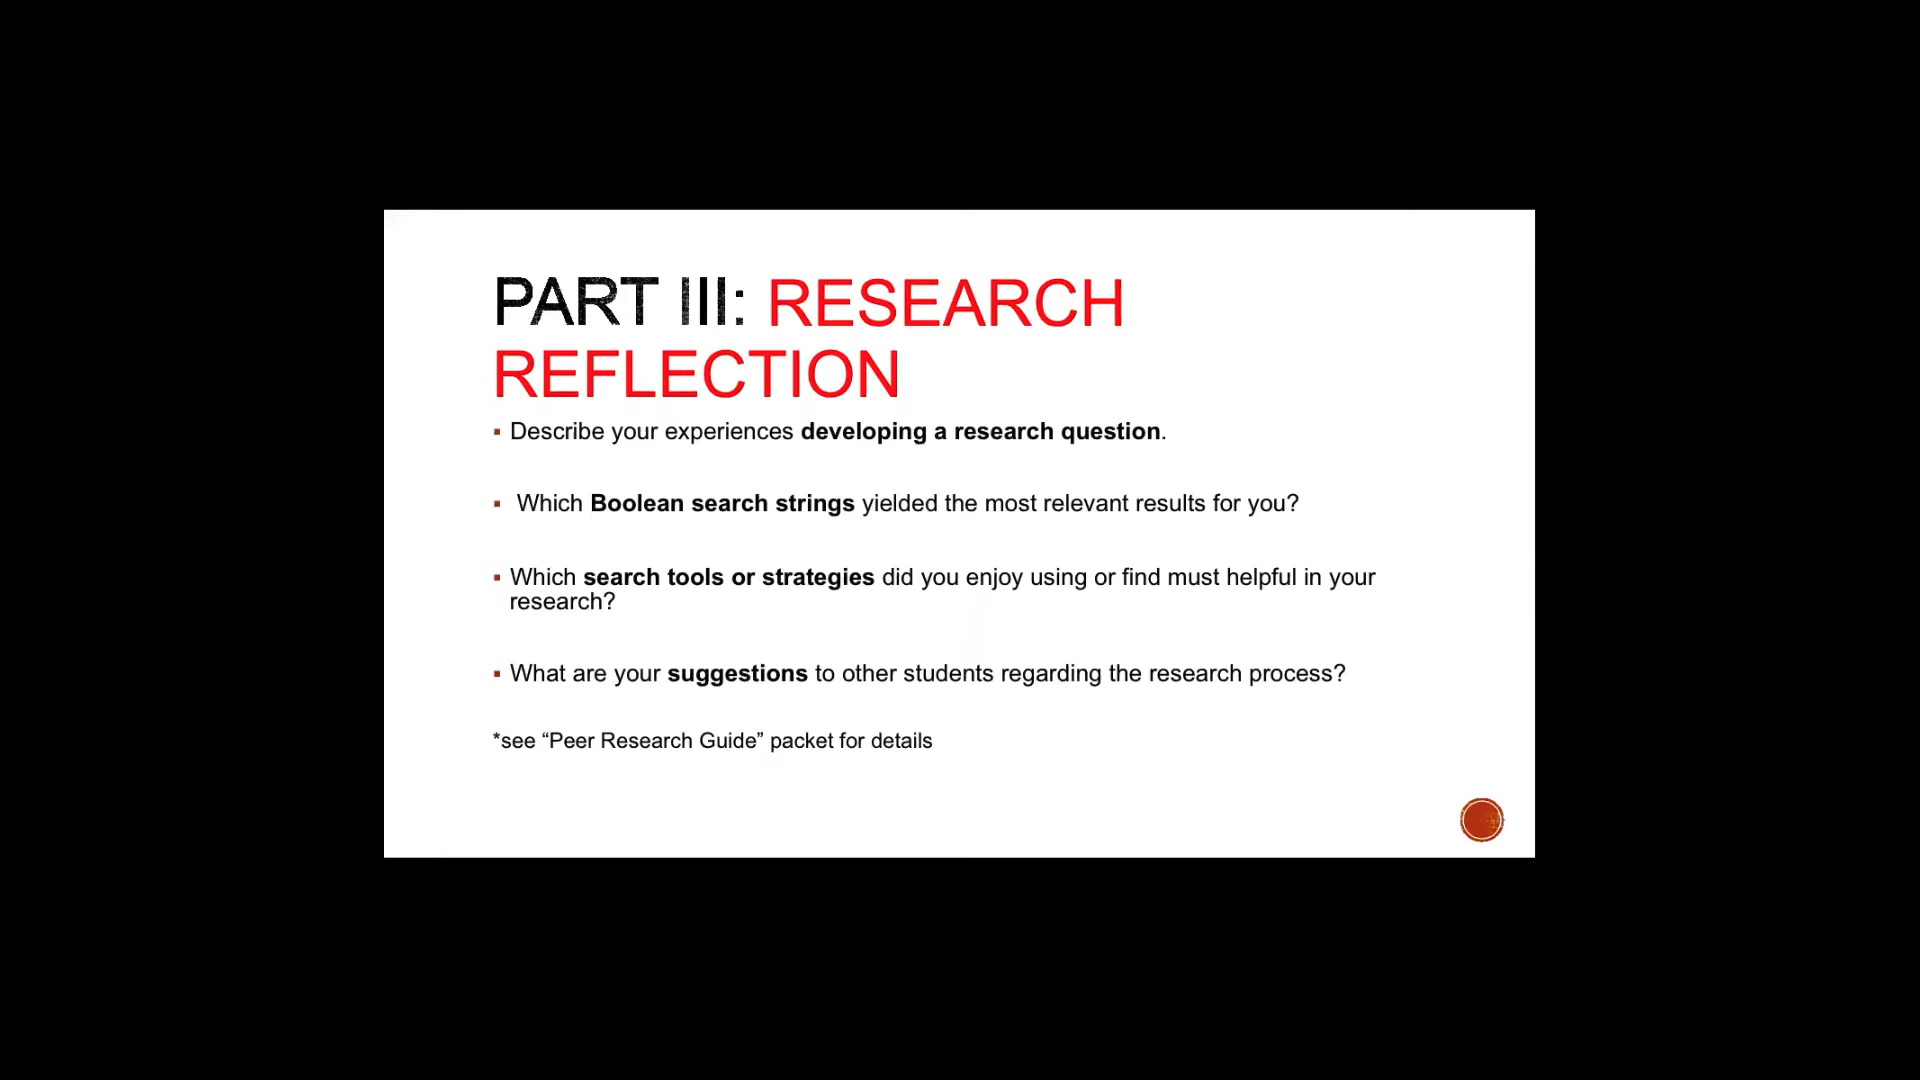 PART III: RESEARCH
REFLECTION
▪ Describe your experiences developing a research question.
▪ Which Boolean search strings yielded the most relevant results for you?
▪ Which search tools or strategies did you enjoy using or find must helpful in your
research?
▪ What are your suggestions to other students regarding the research process?
*see “Peer Research Guide” packet for details